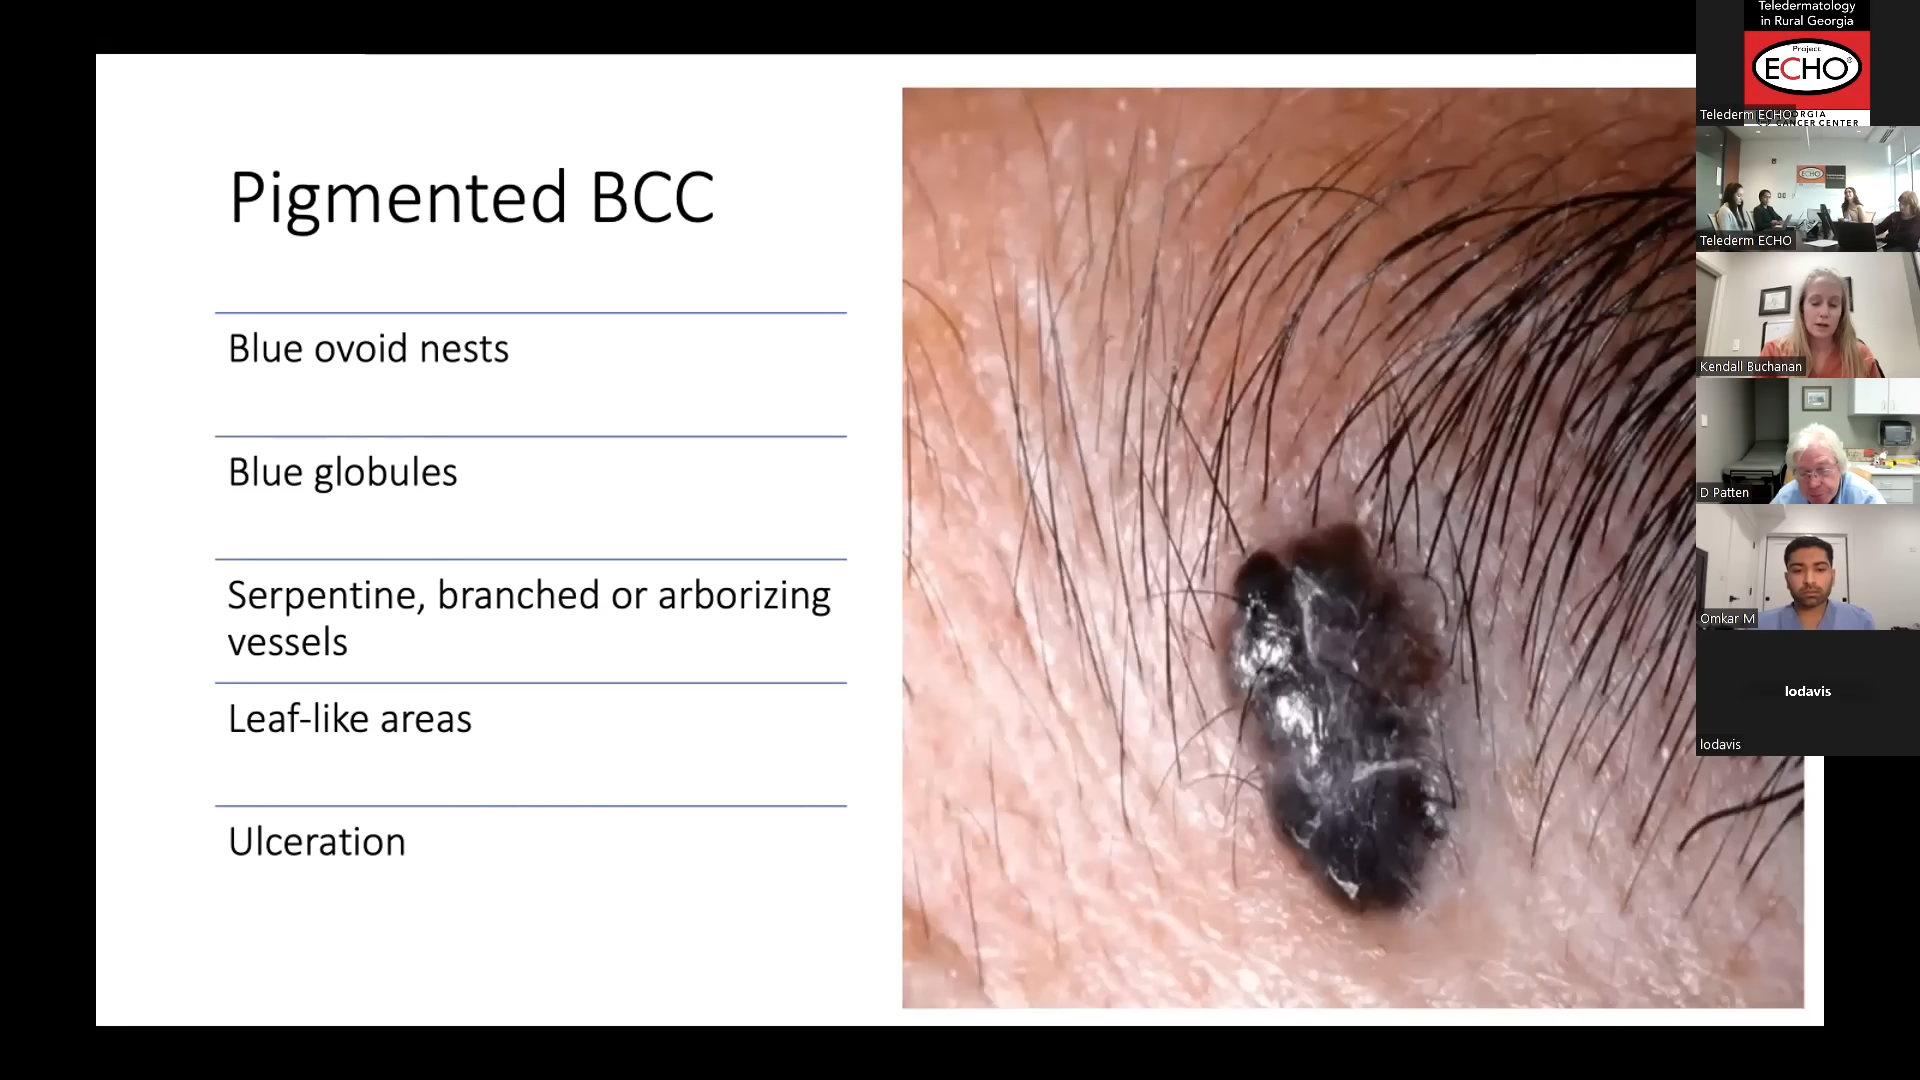 Pigmented BCC
Blue ovoid nests
Blue globules
Serpentine, branched or arborizing
vessels
Leaf-like areas
Ulceration
Teledermatology
in Rural Georgia
Project
ECHO®
Telederm ECHO
CANCER CENTER
ECHO
Telederm ECHO
Kendall Buchanan
D Patten
Omkar M
lodavis
lodavis